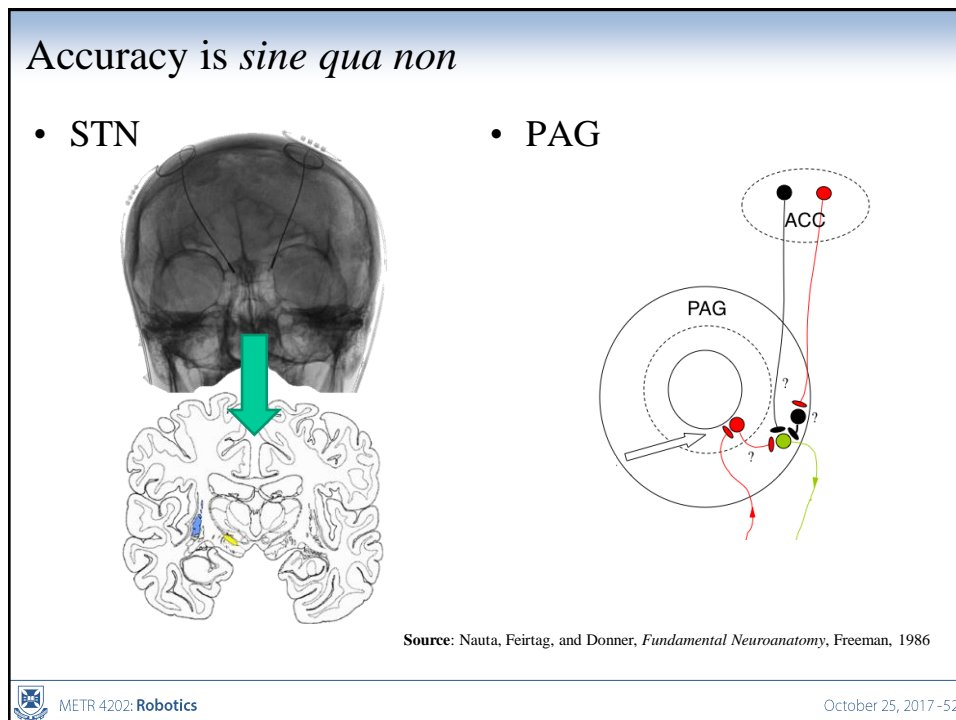 Accuracy is sine qua non
• STN
• PAG
ACC
PAG
?
?
?
Source: Nauta, Feirtag, and Donner, Fundamental Neuroanatomy, Freeman, 1986
METR 4202: Robotics
October 25, 2017 -52